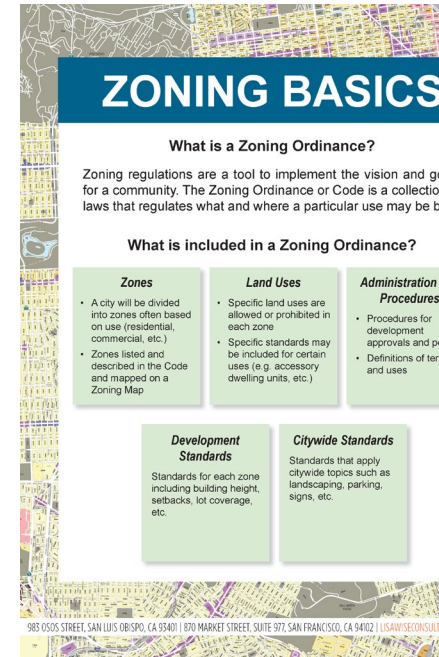 ZONING BASICS
What is a Zoning Ordinance?
Zoning regulations are a tool to implement the vision and
for a community. The Zoning Ordinance or Code is a
laws that regulates what and where a particular use may be
What is included in a Zoning Ordinance?
Zones
• A city will be divided
into zones often based
on use (residential,
commercial, etc.)
• Zones listed and
described in the Code
and mapped on a
Zoning Map
Land Uses
• Specific land uses are
allowed or prohibited in
each zone
• Specific standards may
be included for certain
uses (e.g. accessory
dwelling units, etc.)
Administration
Procedures
• Procedures for
development
approvals and
• Definitions of
and uses
Development
Standards
Standards for each zone
including building height,
setbacks, lot coverage,
etc.
Citywide Standards
Standards that apply
citywide topics such as
landscaping, parking,
signs, etc.
983 OSOS STREET, SAN LUIS OBISPO, CA 93401 | 870 MARKET STREET, SUITE 977, SAN FRANCISCO, CA 94102 |